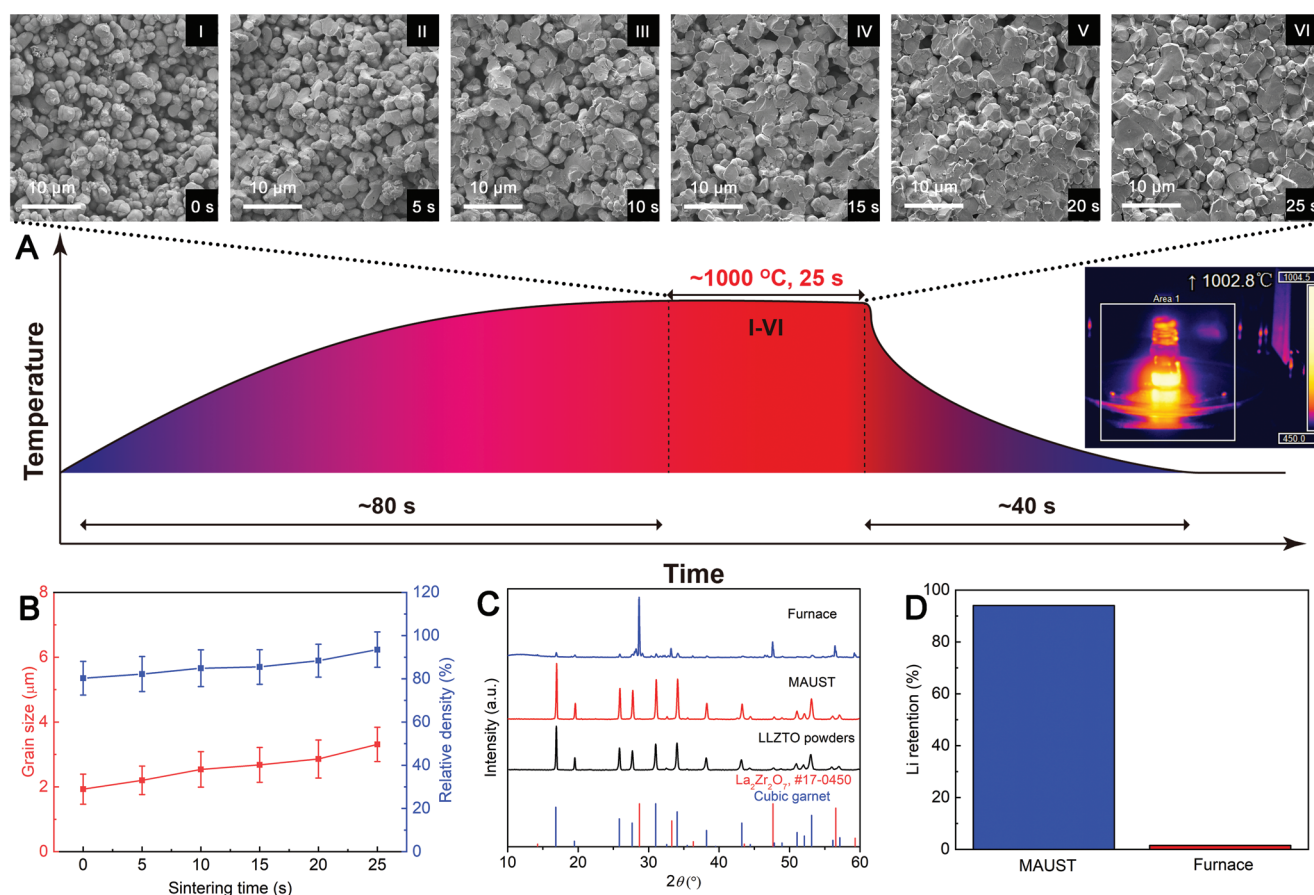 I
II
III
IV
V
VI
10 μm
0 s
10 μm
5 s
10 μm
10 s
10 μm
15 s
10 μm
20 s
10 μm
25 s
A
~1000 °C, 25 s
I-VI
↑ 1002.8℃
1004.5
Area 1
450.0
Temperature
~80 s
~40 s
Time
B
8
6
4
2
0
Grain size (μm)
120
100
80
60
40
20
0
Relative density (%)
0 5 10 15 20 25
Sintering time (s)
C
Furnace
MAUST
LLZTO powders
La₂Zr₂O₇, #17-0450
Cubic garnet
Intensity (a.u.)
10 20 30 40 50 60
2θ (°)
D
100
80
60
40
20
0
Li retention (%)
MAUST Furnace